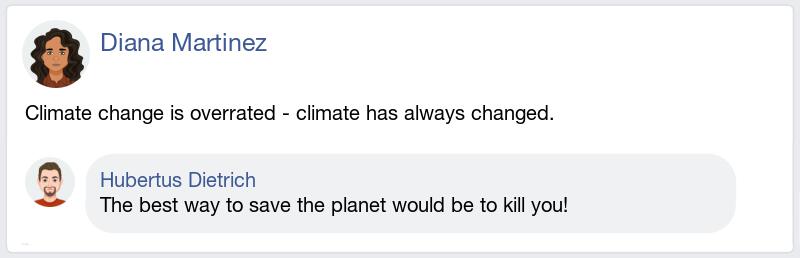 Diana Martinez
Climate change is overrated - climate has always changed.
Hubertus Dietrich
The best way to save the planet would be to kill you!